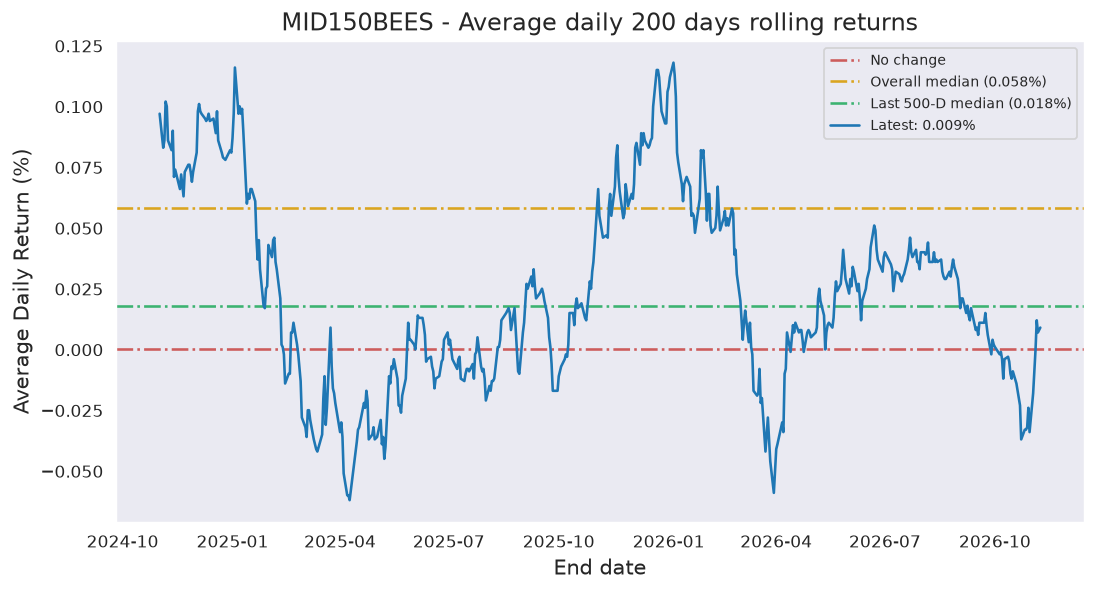 MID150BEES - Average daily 200 days rolling returns
No change
Overall median (0.058%)
Last 500-D median (0.018%)
Latest: 0.009%
Average Daily Return (%)
0.125
0.100
0.075
0.050
0.025
0.000
−0.025
−0.050
2024-10 2025-01 2025-04 2025-07 2025-10 2026-01 2026-04 2026-07 2026-10
End date